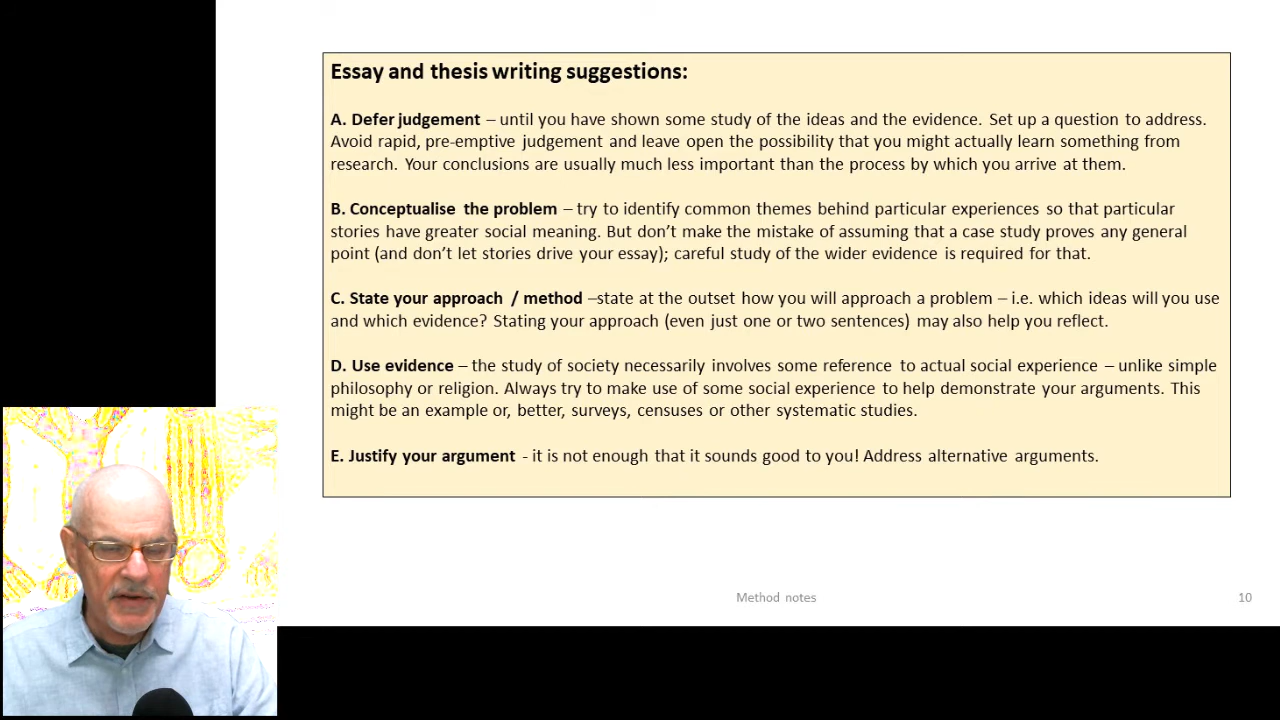 Essay and thesis writing suggestions:
A. Defer judgement – until you have shown some study of the ideas and the evidence. Set up a question to address.
Avoid rapid, pre-emptive judgement and leave open the possibility that you might actually learn something from
research. Your conclusions are usually much less important than the process by which you arrive at them.
B. Conceptualise the problem – try to identify common themes behind particular experiences so that particular
stories have greater social meaning. But don’t make the mistake of assuming that a case study proves any general
point (and don’t let stories drive your essay); careful study of the wider evidence is required for that.
C. State your approach / method –state at the outset how you will approach a problem – i.e. which ideas will you use
and which evidence? Stating your approach (even just one or two sentences) may also help you reflect.
D. Use evidence – the study of society necessarily involves some reference to actual social experience – unlike simple
philosophy or religion. Always try to make use of some social experience to help demonstrate your arguments. This
might be an example or, better, surveys, censuses or other systematic studies.
E. Justify your argument - it is not enough that it sounds good to you! Address alternative arguments.
Method notes
10